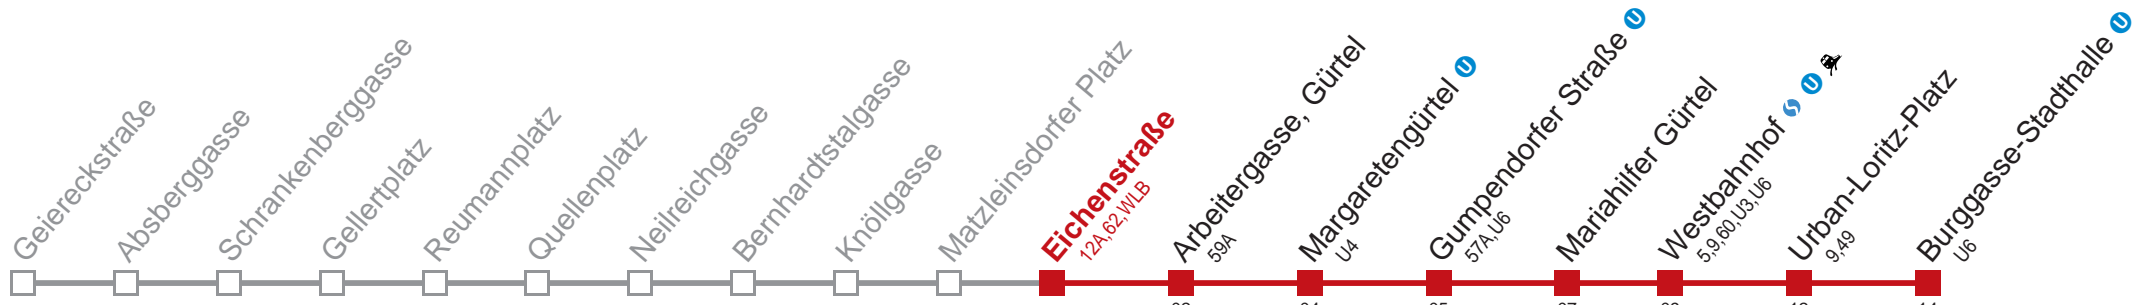 Geiereckstraße
Absberggasse
Schrankenberggasse
Gellertplatz
Reumannplatz
Quellenplatz
Neilreichgasse
Bernhardtstalgasse
Knöllgasse
Matzleinsdorfer Platz
Eichenstraße
12A,62,WLB
Arbeitergasse, Gürtel
59A
Margaretengürtel U
U4
Gumpendorfer Straße U
57A,U6
Mariahilfer Gürtel
Westbahnhof S U
5,9,60,U3,U6
Urban-Loritz-Platz
9,49
Burggasse-Stadthalle U
U6